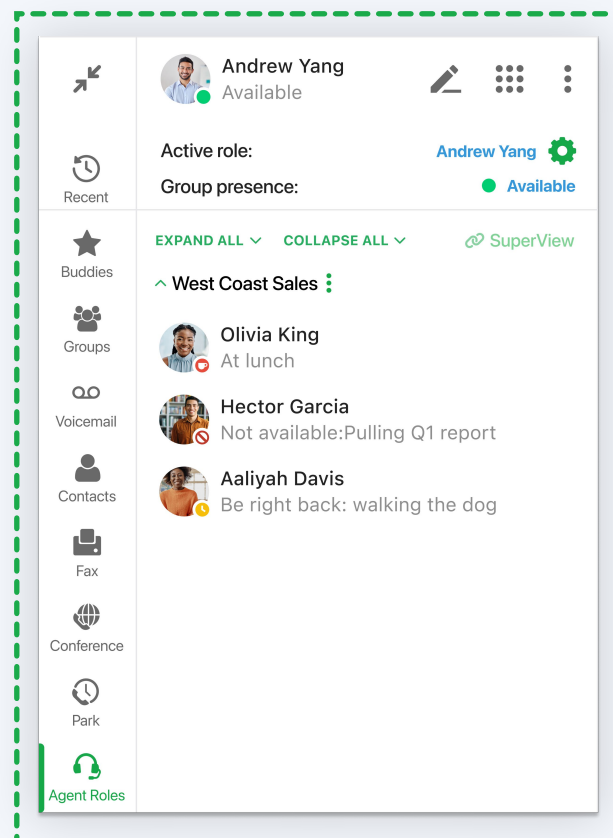 Andrew Yang
Available
Active role:
Andrew Yang
Group presence:
Available
Recent
Buddies
Groups
Voicemail
Contacts
Fax
Conference
Park
Agent Roles
EXPAND ALL
COLLAPSE ALL
SuperView
West Coast Sales
Olivia King
At lunch
Hector Garcia
Not available:Pulling Q1 report
Aaliyah Davis
Be right back: walking the dog